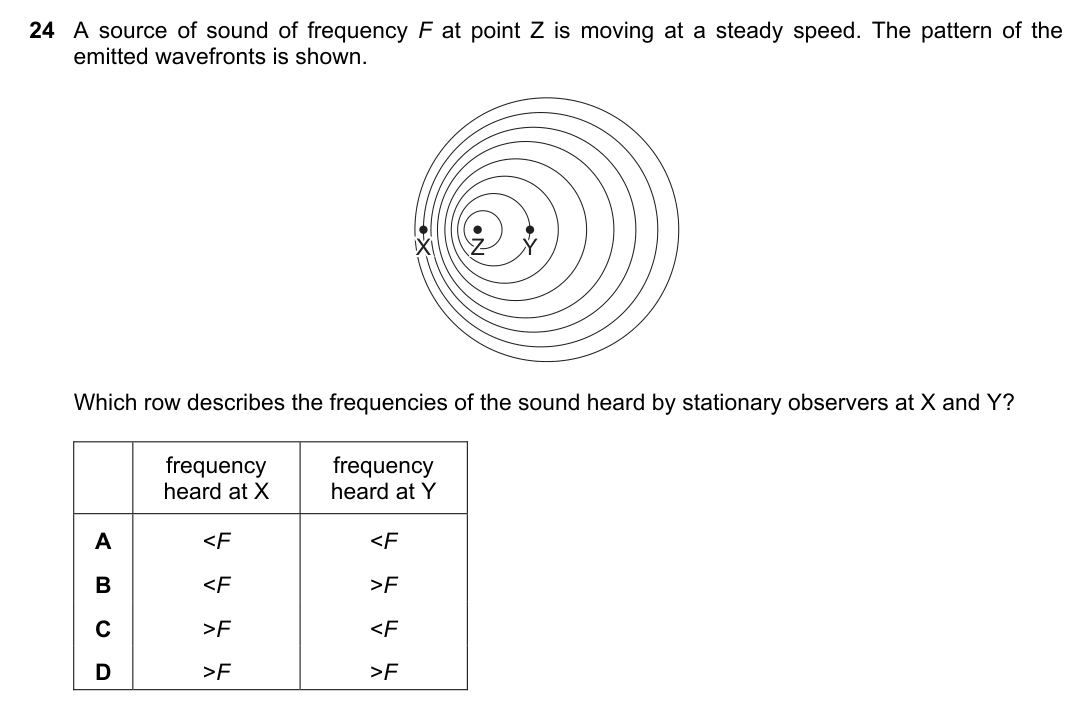 24 A source of sound of frequency F at point Z is moving at a steady speed. The pattern of the
emitted wavefronts is shown.
X Z Y
Which row describes the frequencies of the sound heard by stationary observers at X and Y?
frequency heard at X frequency heard at Y
A <F <F
B <F >F
C >F <F
D >F >F